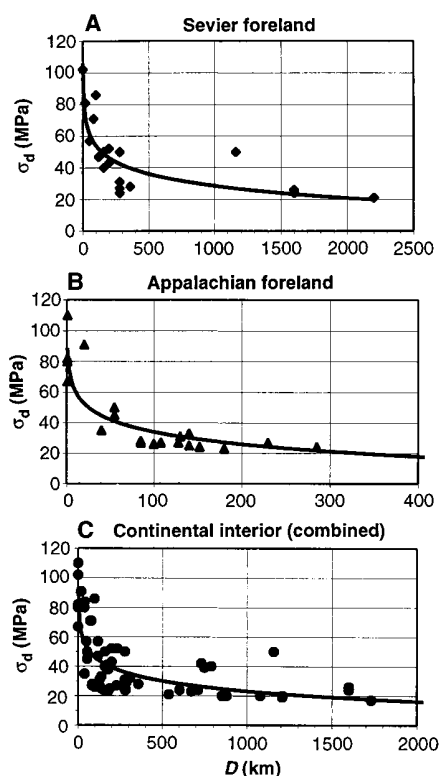 A Sevier foreland
120
100
80
60
40
20
0
σd (MPa)
0 500 1000 1500 2000 2500
B Appalachian foreland
120
100
80
60
40
20
0
σd (MPa)
0 100 200 300 400
C Continental interior (combined)
120
100
80
60
40
20
0
σd (MPa)
0 500 1000 1500 2000
D (km)